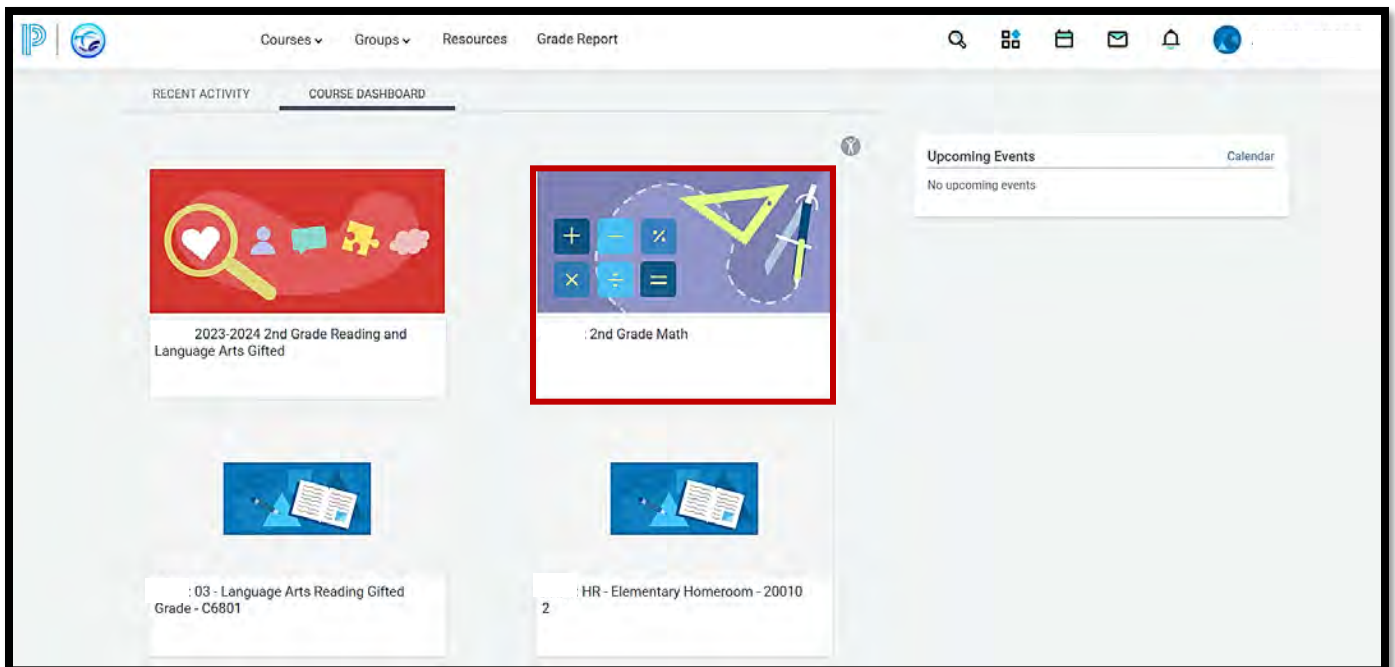 Courses Groups Resources Grade Report
RECENT ACTIVITY COURSE DASHBOARD
Upcoming Events Calendar
No upcoming events
+ − %
× ÷ =
2023-2024 2nd Grade Reading and
Language Arts Gifted
: 2nd Grade Math
: 03 - Language Arts Reading Gifted
Grade - C6801
: HR - Elementary Homeroom - 20010
2